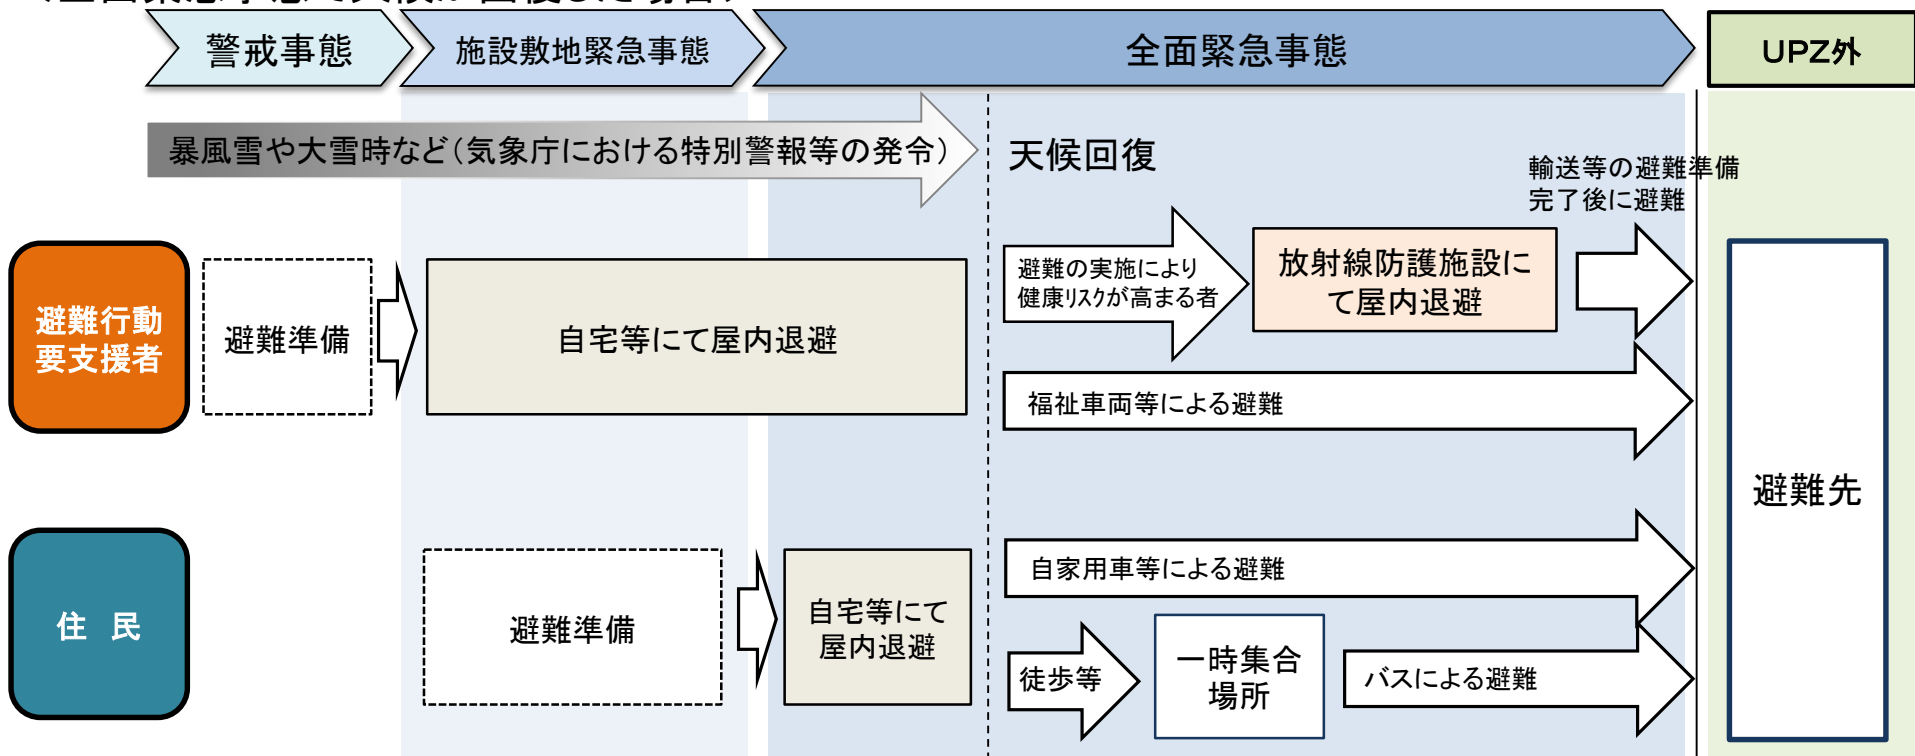 警戒事態
施設敷地緊急事態
全面緊急事態
UPZ外
暴風雪や大雪時など(気象庁における特別警報等の発令)
天候回復
輸送等の避難準備
完了後に避難
避難行動
要支援者
避難準備
自宅等にて屋内退避
避難の実施により
健康リスクが高まる者
放射線防護施設に
て屋内退避
福祉車両等による避難
避難先
住 民
避難準備
自宅等にて
屋内退避
自家用車等による避難
徒歩等
一時集合
場所
バスによる避難